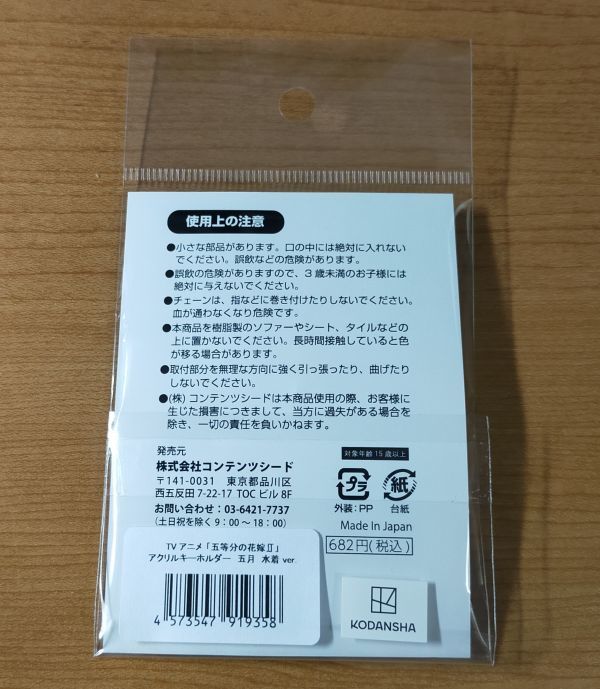 使用上の注意
●小さな部品があります。口の中には絶対に入れない
でください。誤飲などの危険があります。
●誤飲の危険がありますので、3歳未満のお子様には
絶対に与えないでください。
●チェーンは、指などに巻き付けたりしないでください。
血が通わなくなり危険です。
●本商品を樹脂製のソファーやシート、タイルなどの
上に置かないでください。長時間接触していると色
が移る場合があります。
●取付部分を無理な方向に強く引っ張ったり、曲げたり
しないでください。
●(株) コンテンツシードは本商品使用の際、お客様に
生じた損害につきまして、当方に過失がある場合を
除き、一切の責任を負いかねます。
発売元
株式会社コンテンツシード
〒141-0031 東京都品川区
西五反田 7-22-17 TOC ビル 8F
お問い合わせ：03-6421-7737
(土日祝を除く 9：00 ～ 18：00)
対象年齢 15 歳以上
プラ
紙
外装：PP
台紙
Made In Japan
682円(税込)
TV アニメ「五等分の花嫁∬」
アクリルキーホルダー 五月 水着 ver.
4 573547 919358
KODANSHA